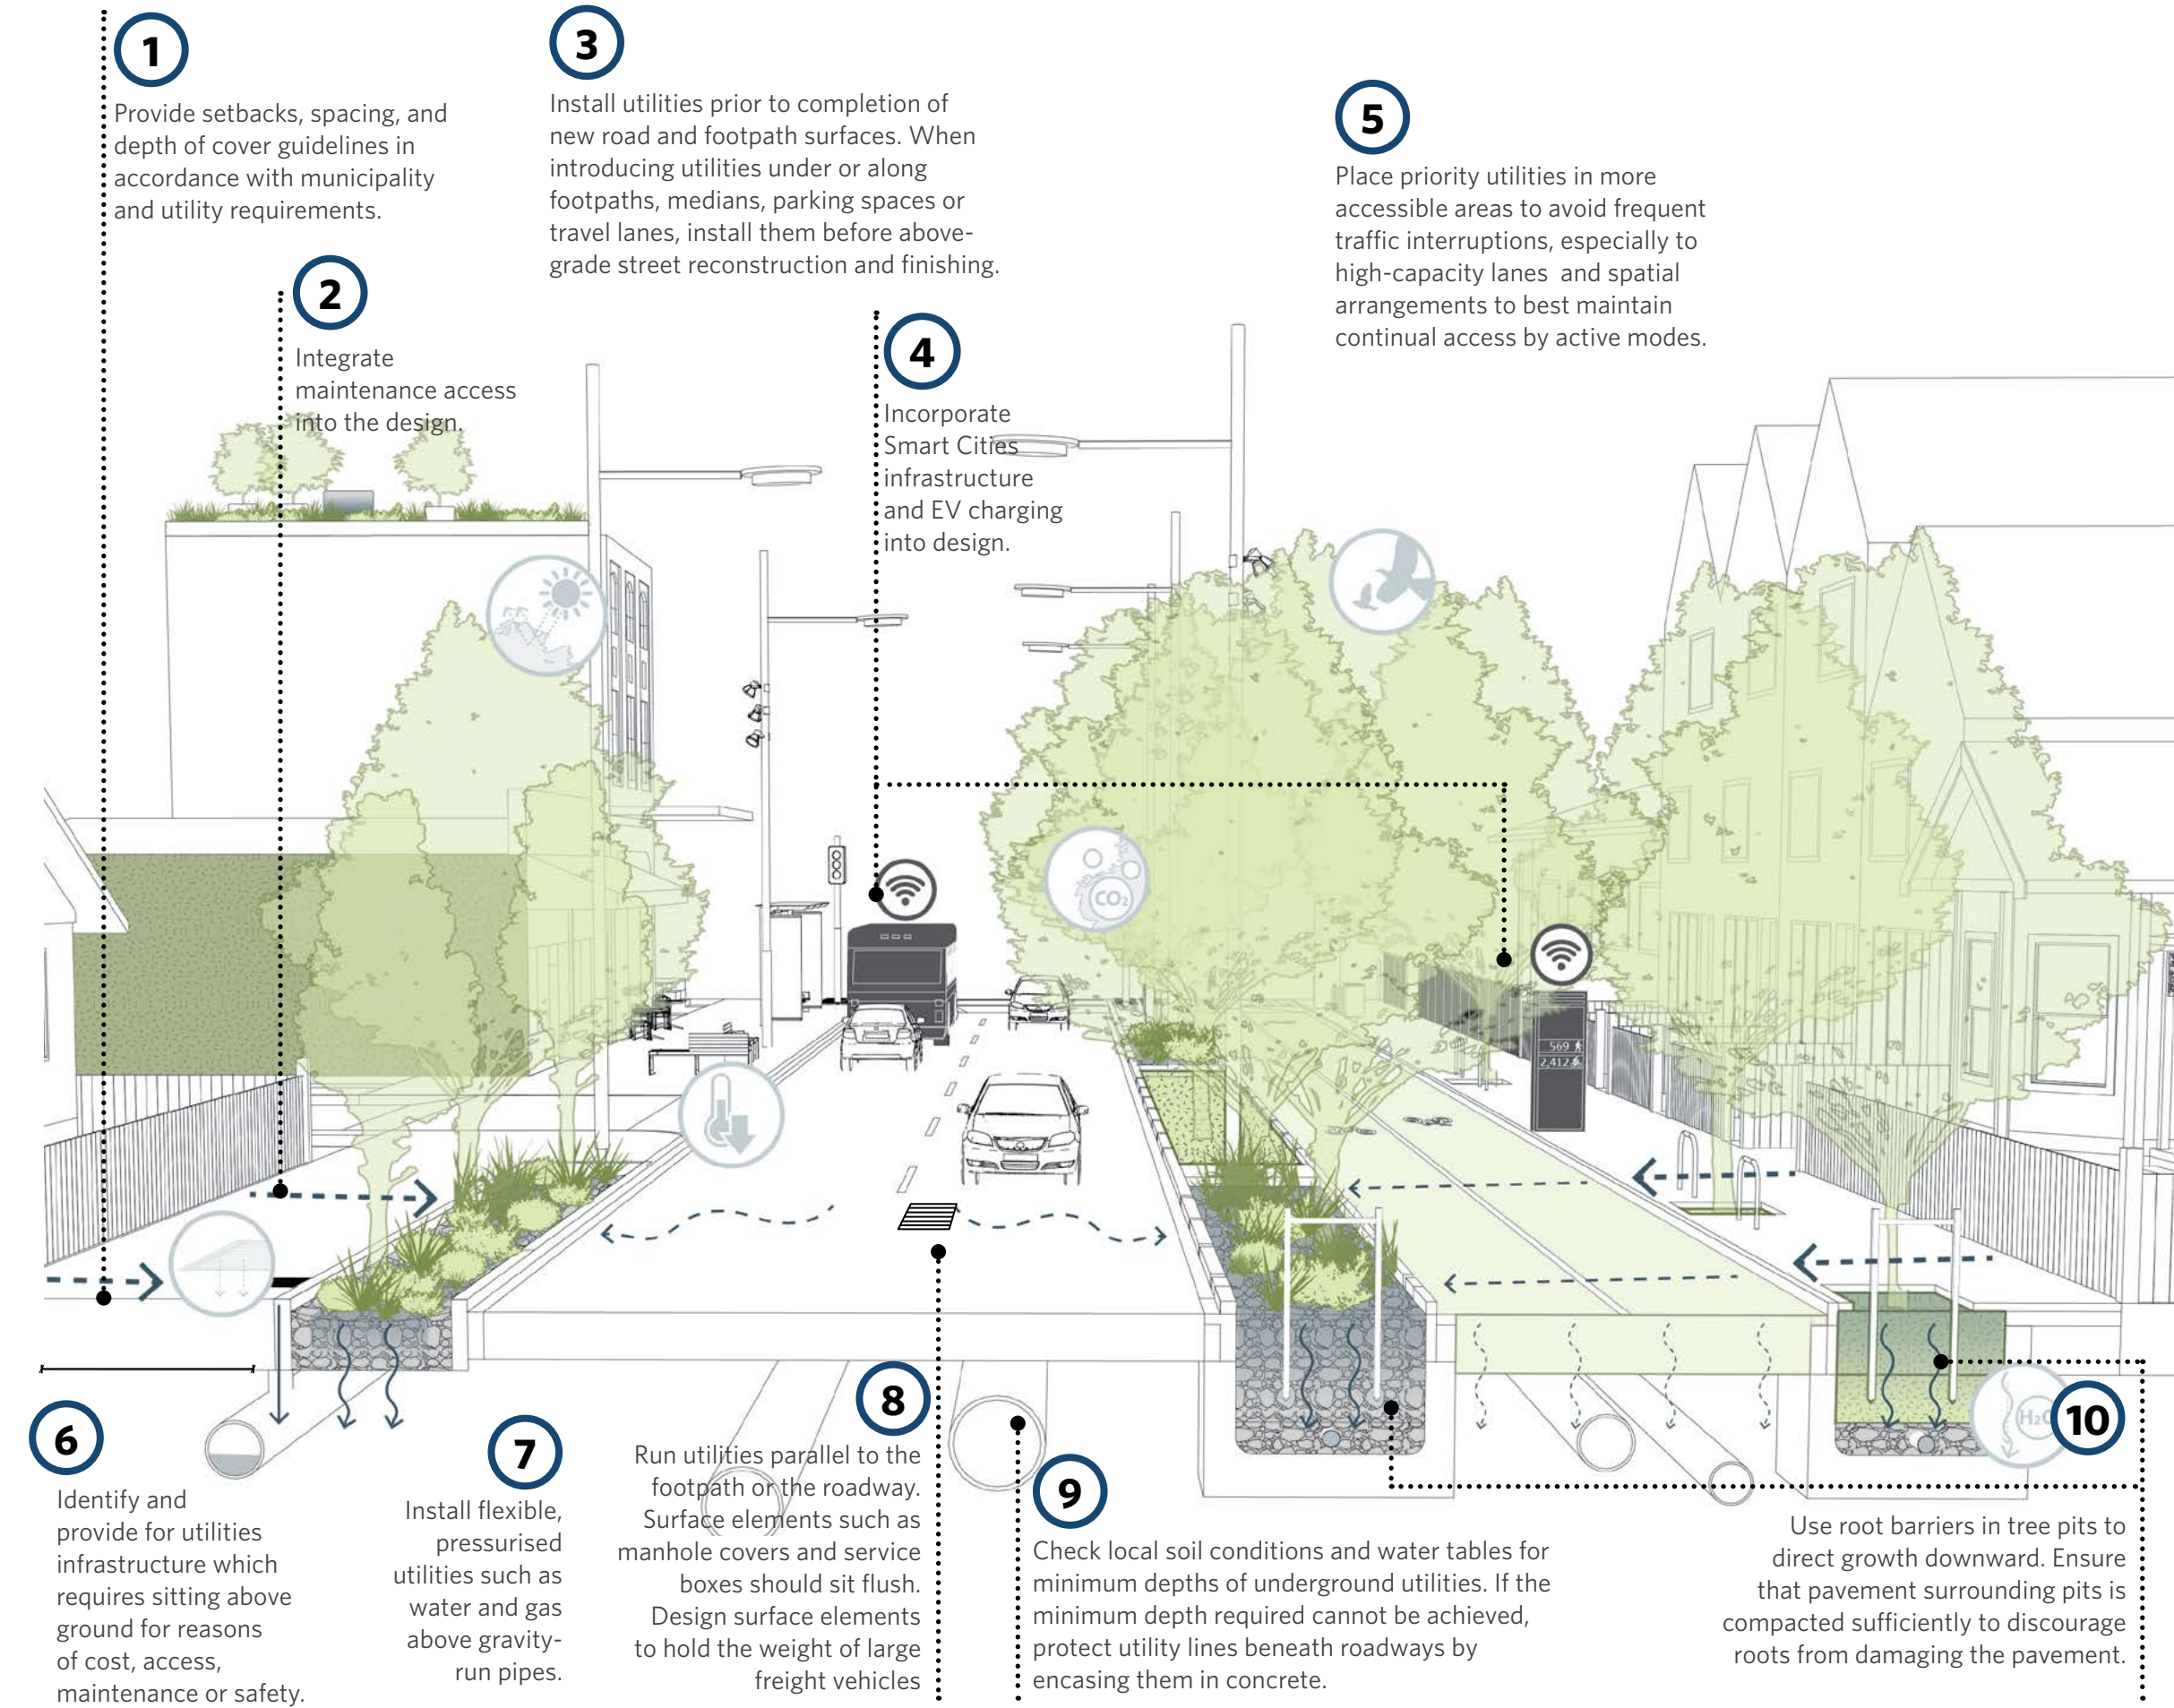 1
Provide setbacks, spacing, and
depth of cover guidelines in
accordance with municipality
and utility requirements.
2
Integrate
maintenance access
into the design.
3
Install utilities prior to completion of
new road and footpath surfaces. When
introducing utilities under or along
footpaths, medians, parking spaces or
travel lanes, install them before above-
grade street reconstruction and finishing.
4
Incorporate
Smart Cities
infrastructure
and EV charging
into design.
5
Place priority utilities in more
accessible areas to avoid frequent
traffic interruptions, especially to
high-capacity lanes and spatial
arrangements to best maintain
continual access by active modes.
CO₂
569
2,412
6
Identify and
provide for utilities
infrastructure which
requires sitting above
ground for reasons
of cost, access,
maintenance or safety.
7
Install flexible,
pressurised
utilities such as
water and gas
above gravity-
run pipes.
8
Run utilities parallel to the
footpath or the roadway.
Surface elements such as
manhole covers and service
boxes should sit flush.
Design surface elements
to hold the weight of large
freight vehicles
9
Check local soil conditions and water tables for
minimum depths of underground utilities. If the
minimum depth required cannot be achieved,
protect utility lines beneath roadways by
encasing them in concrete.
H₂O
10
Use root barriers in tree pits to
direct growth downward. Ensure
that pavement surrounding pits is
compacted sufficiently to discourage
roots from damaging the pavement.